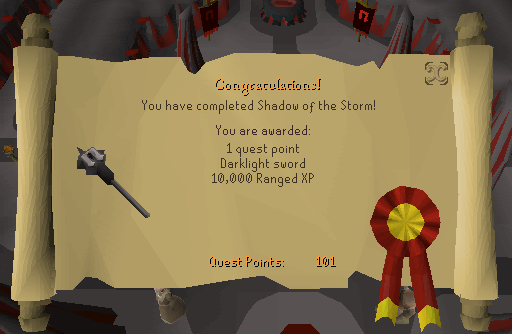 Congratulations!
You have completed Shadow of the Storm!
You are awarded:
1 quest point
Darklight sword
10,000 Ranged XP
Quest Points: 101